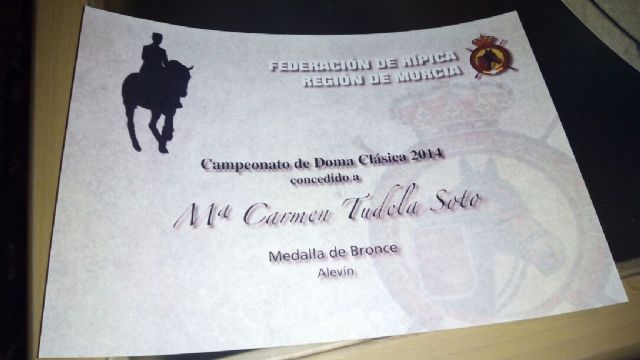 FEDERACIÓN DE HÍPICA
REGIÓN DE MURCIA
Campeonato de Doma Clásica 2014
concedido a
Mª Carmen Tudela Soto
Medalla de Bronce
Alevín